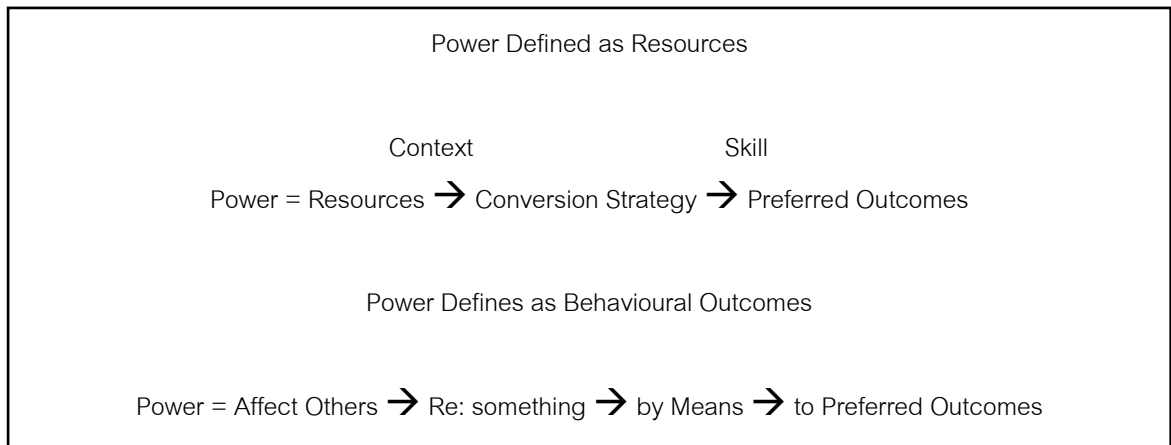 Power Defined as Resources
Context Skill
Power = Resources → Conversion Strategy → Preferred Outcomes
Power Defines as Behavioural Outcomes
Power = Affect Others → Re: something → by Means → to Preferred Outcomes